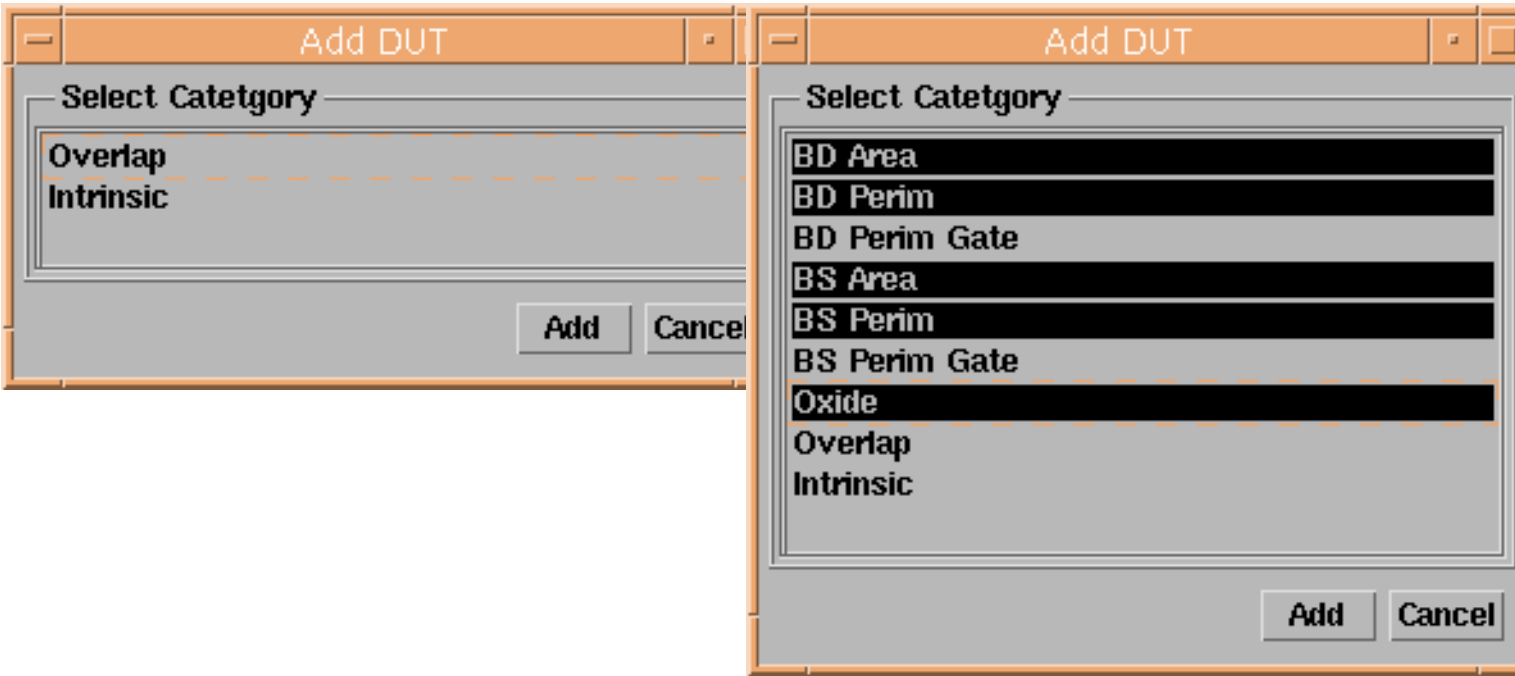 Add DUT
Select Catetgory
Overlap
Intrinsic
Add Cancel
Add DUT
Select Catetgory
BD Area
BD Perim
BD Perim Gate
BS Area
BS Perim
BS Perim Gate
Oxide
Overlap
Intrinsic
Add Cancel